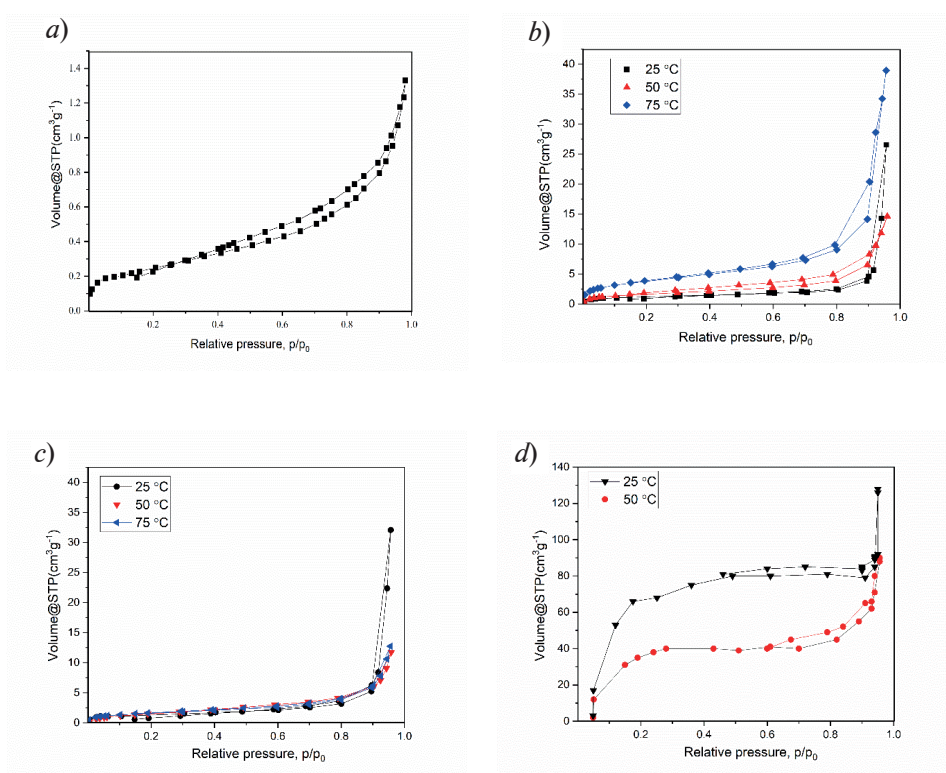 a)
1.4
1.2
1.0
0.8
0.6
0.4
0.2
0.0
Volume@STP(cm³g⁻¹)
0.2 0.4 0.6 0.8 1.0
Relative pressure, p/p₀
b)
40
35
30
25
20
15
10
5
0
Volume@STP(cm³g⁻¹)
25 °C
50 °C
75 °C
0.2 0.4 0.6 0.8 1.0
Relative pressure, p/p₀
c)
40
35
30
25
20
15
10
5
0
Volume@STP(cm³g⁻¹)
25 °C
50 °C
75 °C
0.2 0.4 0.6 0.8 1.0
Relative pressure, p/p₀
d)
140
120
100
80
60
40
20
0
Volume@STP(cm³g⁻¹)
25 °C
50 °C
0.2 0.4 0.6 0.8 1.0
Relative pressure, p/p₀